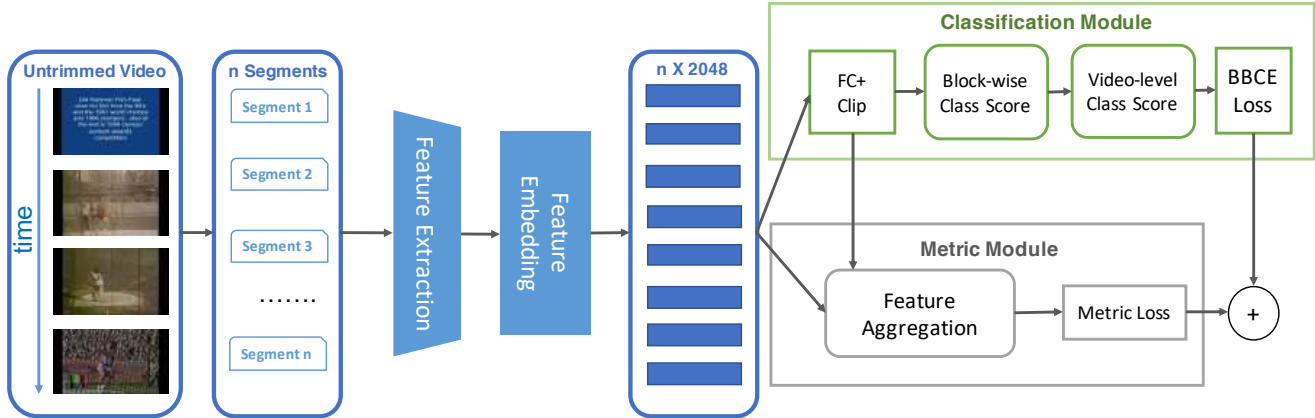 Untrimmed Video
time
n Segments
Segment 1
Segment 2
Segment 3
.......
Segment n
Feature Extraction
Feature
Embedding
n X 2048
Classification Module
FC+
Clip
Block-wise
Class Score
Video-level
Class Score
BBCE
Loss
Metric Module
Feature
Aggregation
Metric Loss
+